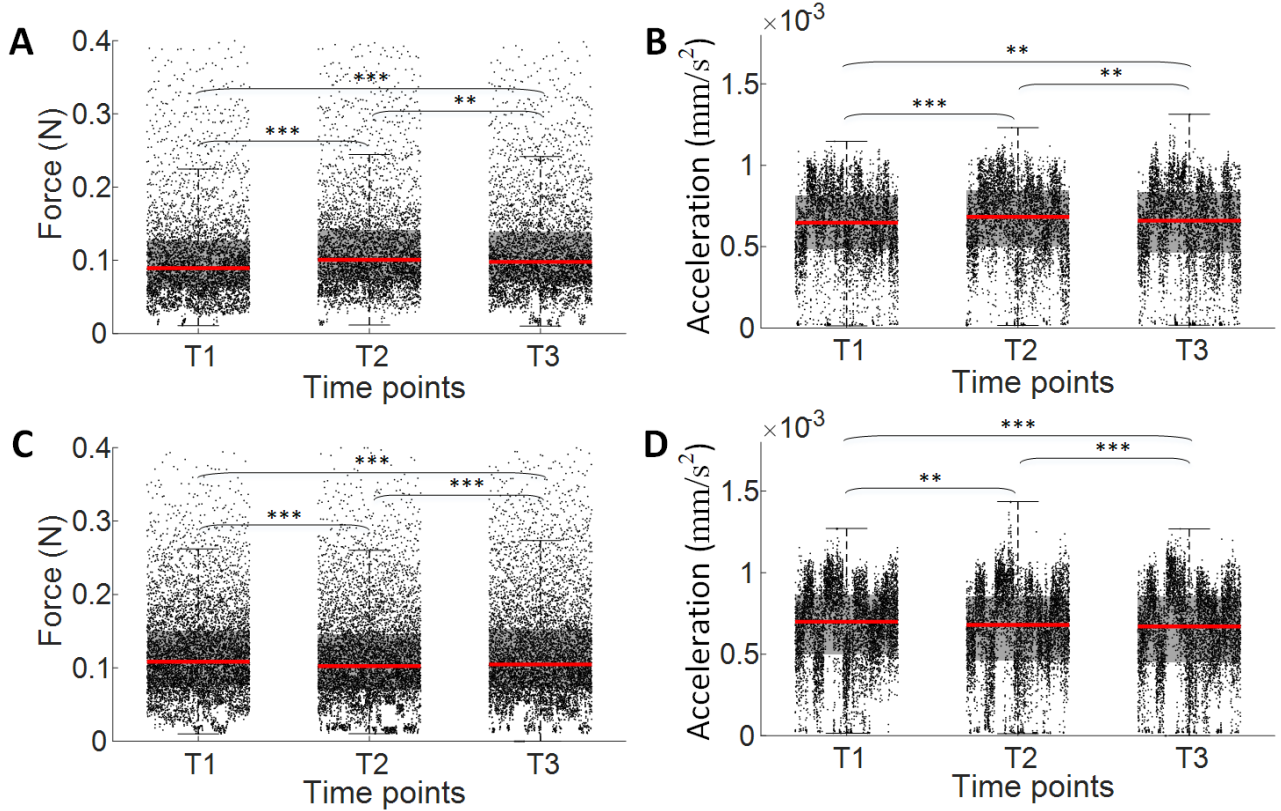 A
Force (N)
0.4
0.3
0.2
0.1
0
***
**
***
T1 T2 T3
Time points
B
Acceleration (mm/s²)
×10⁻³
1.5
1
0.5
0
**
**
***
T1 T2 T3
Time points
C
Force (N)
0.4
0.3
0.2
0.1
0
***
***
***
T1 T2 T3
Time points
D
Acceleration (mm/s²)
×10⁻³
1.5
1
0.5
0
***
***
**
T1 T2 T3
Time points